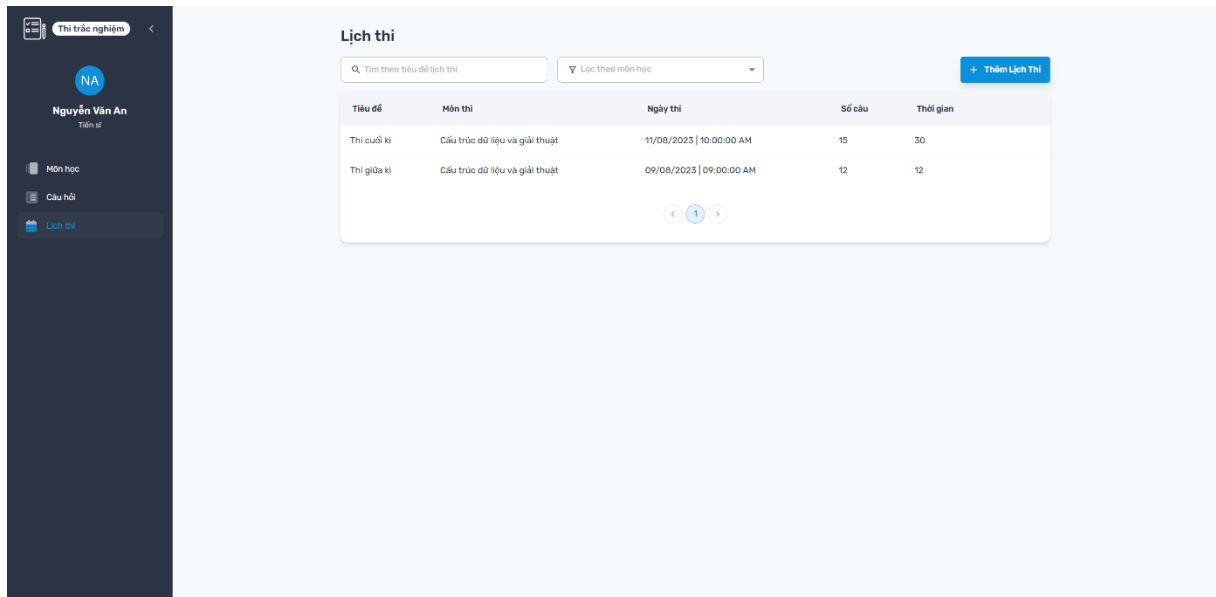 Thi trắc nghiệm
NA
Nguyễn Văn An
Tiến sĩ
Môn học
Câu hỏi
Lịch thi
Lịch thi
Tìm theo tiêu đề lịch thi
Lọc theo môn học
+ Thêm Lịch Thi
Tiêu đề Môn thi Ngày thi Số câu Thời gian
Thi cuối kì Cấu trúc dữ liệu và giải thuật 11/08/2023 | 10:00:00 AM 15 30
Thi giữa kì Cấu trúc dữ liệu và giải thuật 09/08/2023 | 09:00:00 AM 12 12
1